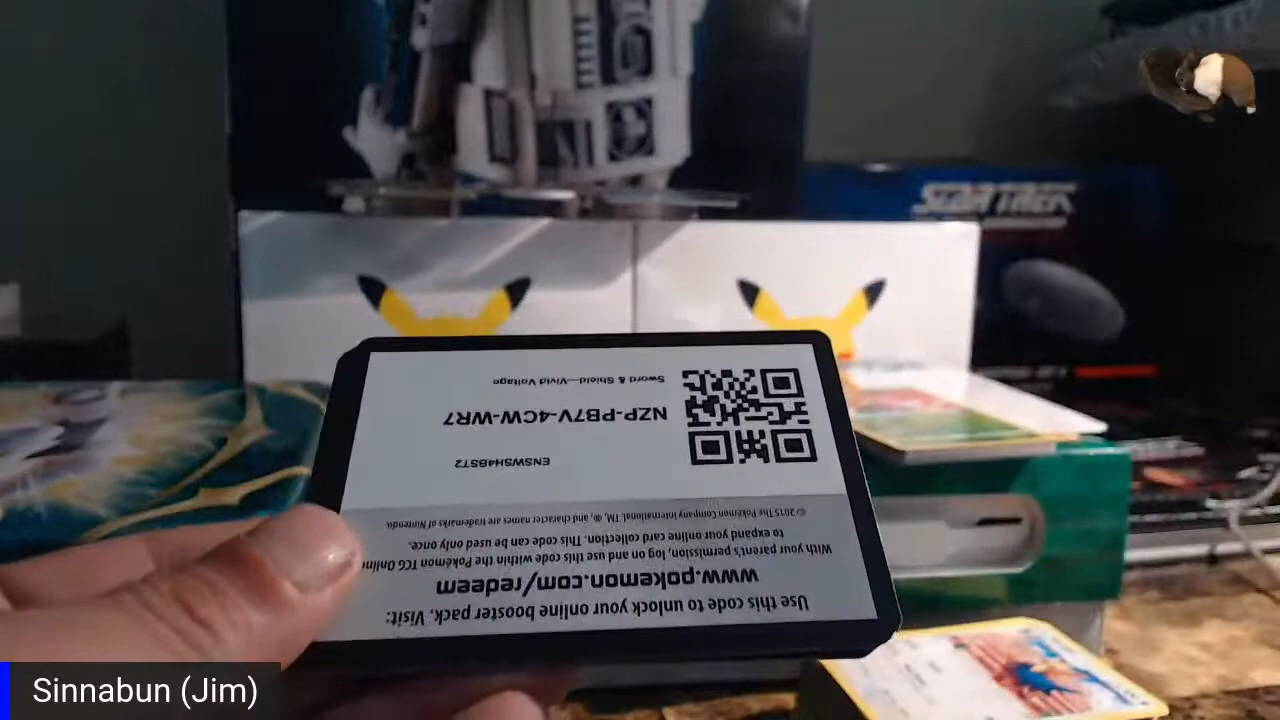 STAR TREK
Use this code to unlock your online booster pack. Visit:
www.pokemon.com/redeem
With your parent's permission, log on and use this code within the Pokémon TCG Onlin
to expand your online card collection. This code can be used only once.
© 2015 The Pokémon Company International. TM, ®, and character names are trademarks of Nintendo.
ENSWSH4BST2
NZP-PB7V-4CW-WR7
Sword & Shield—Vivid Voltage
Sinnabun (Jim)